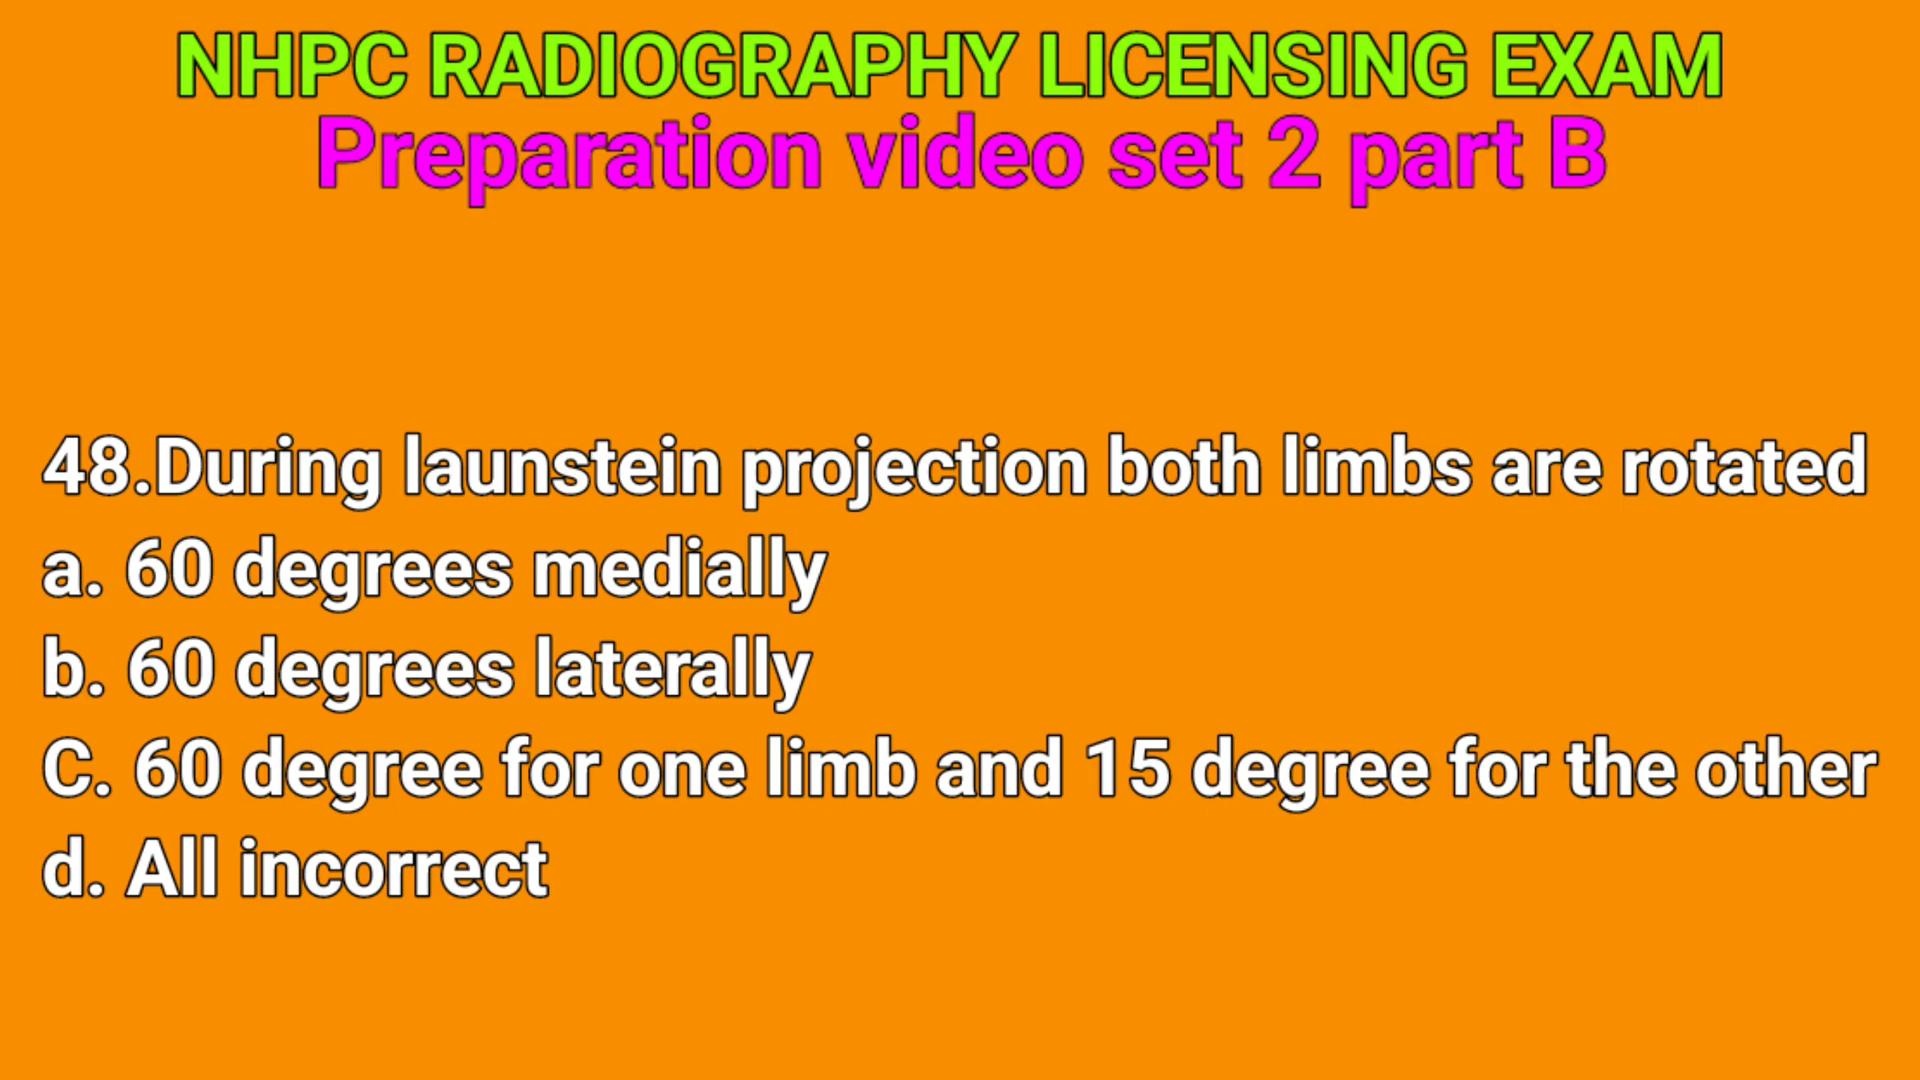 NHPC RADIOGRAPHY LICENSING EXAM
Preparation video set 2 part B
48.During launstein projection both limbs are rotated
a. 60 degrees medially
b. 60 degrees laterally
C. 60 degree for one limb and 15 degree for the other
d. All incorrect